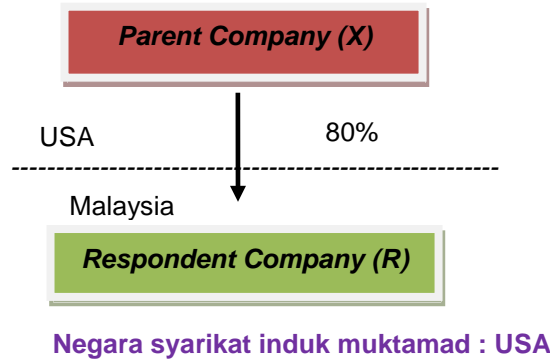 Parent Company (X)
USA 80%
Malaysia
Respondent Company (R)
Negara syarikat induk muktamad : USA